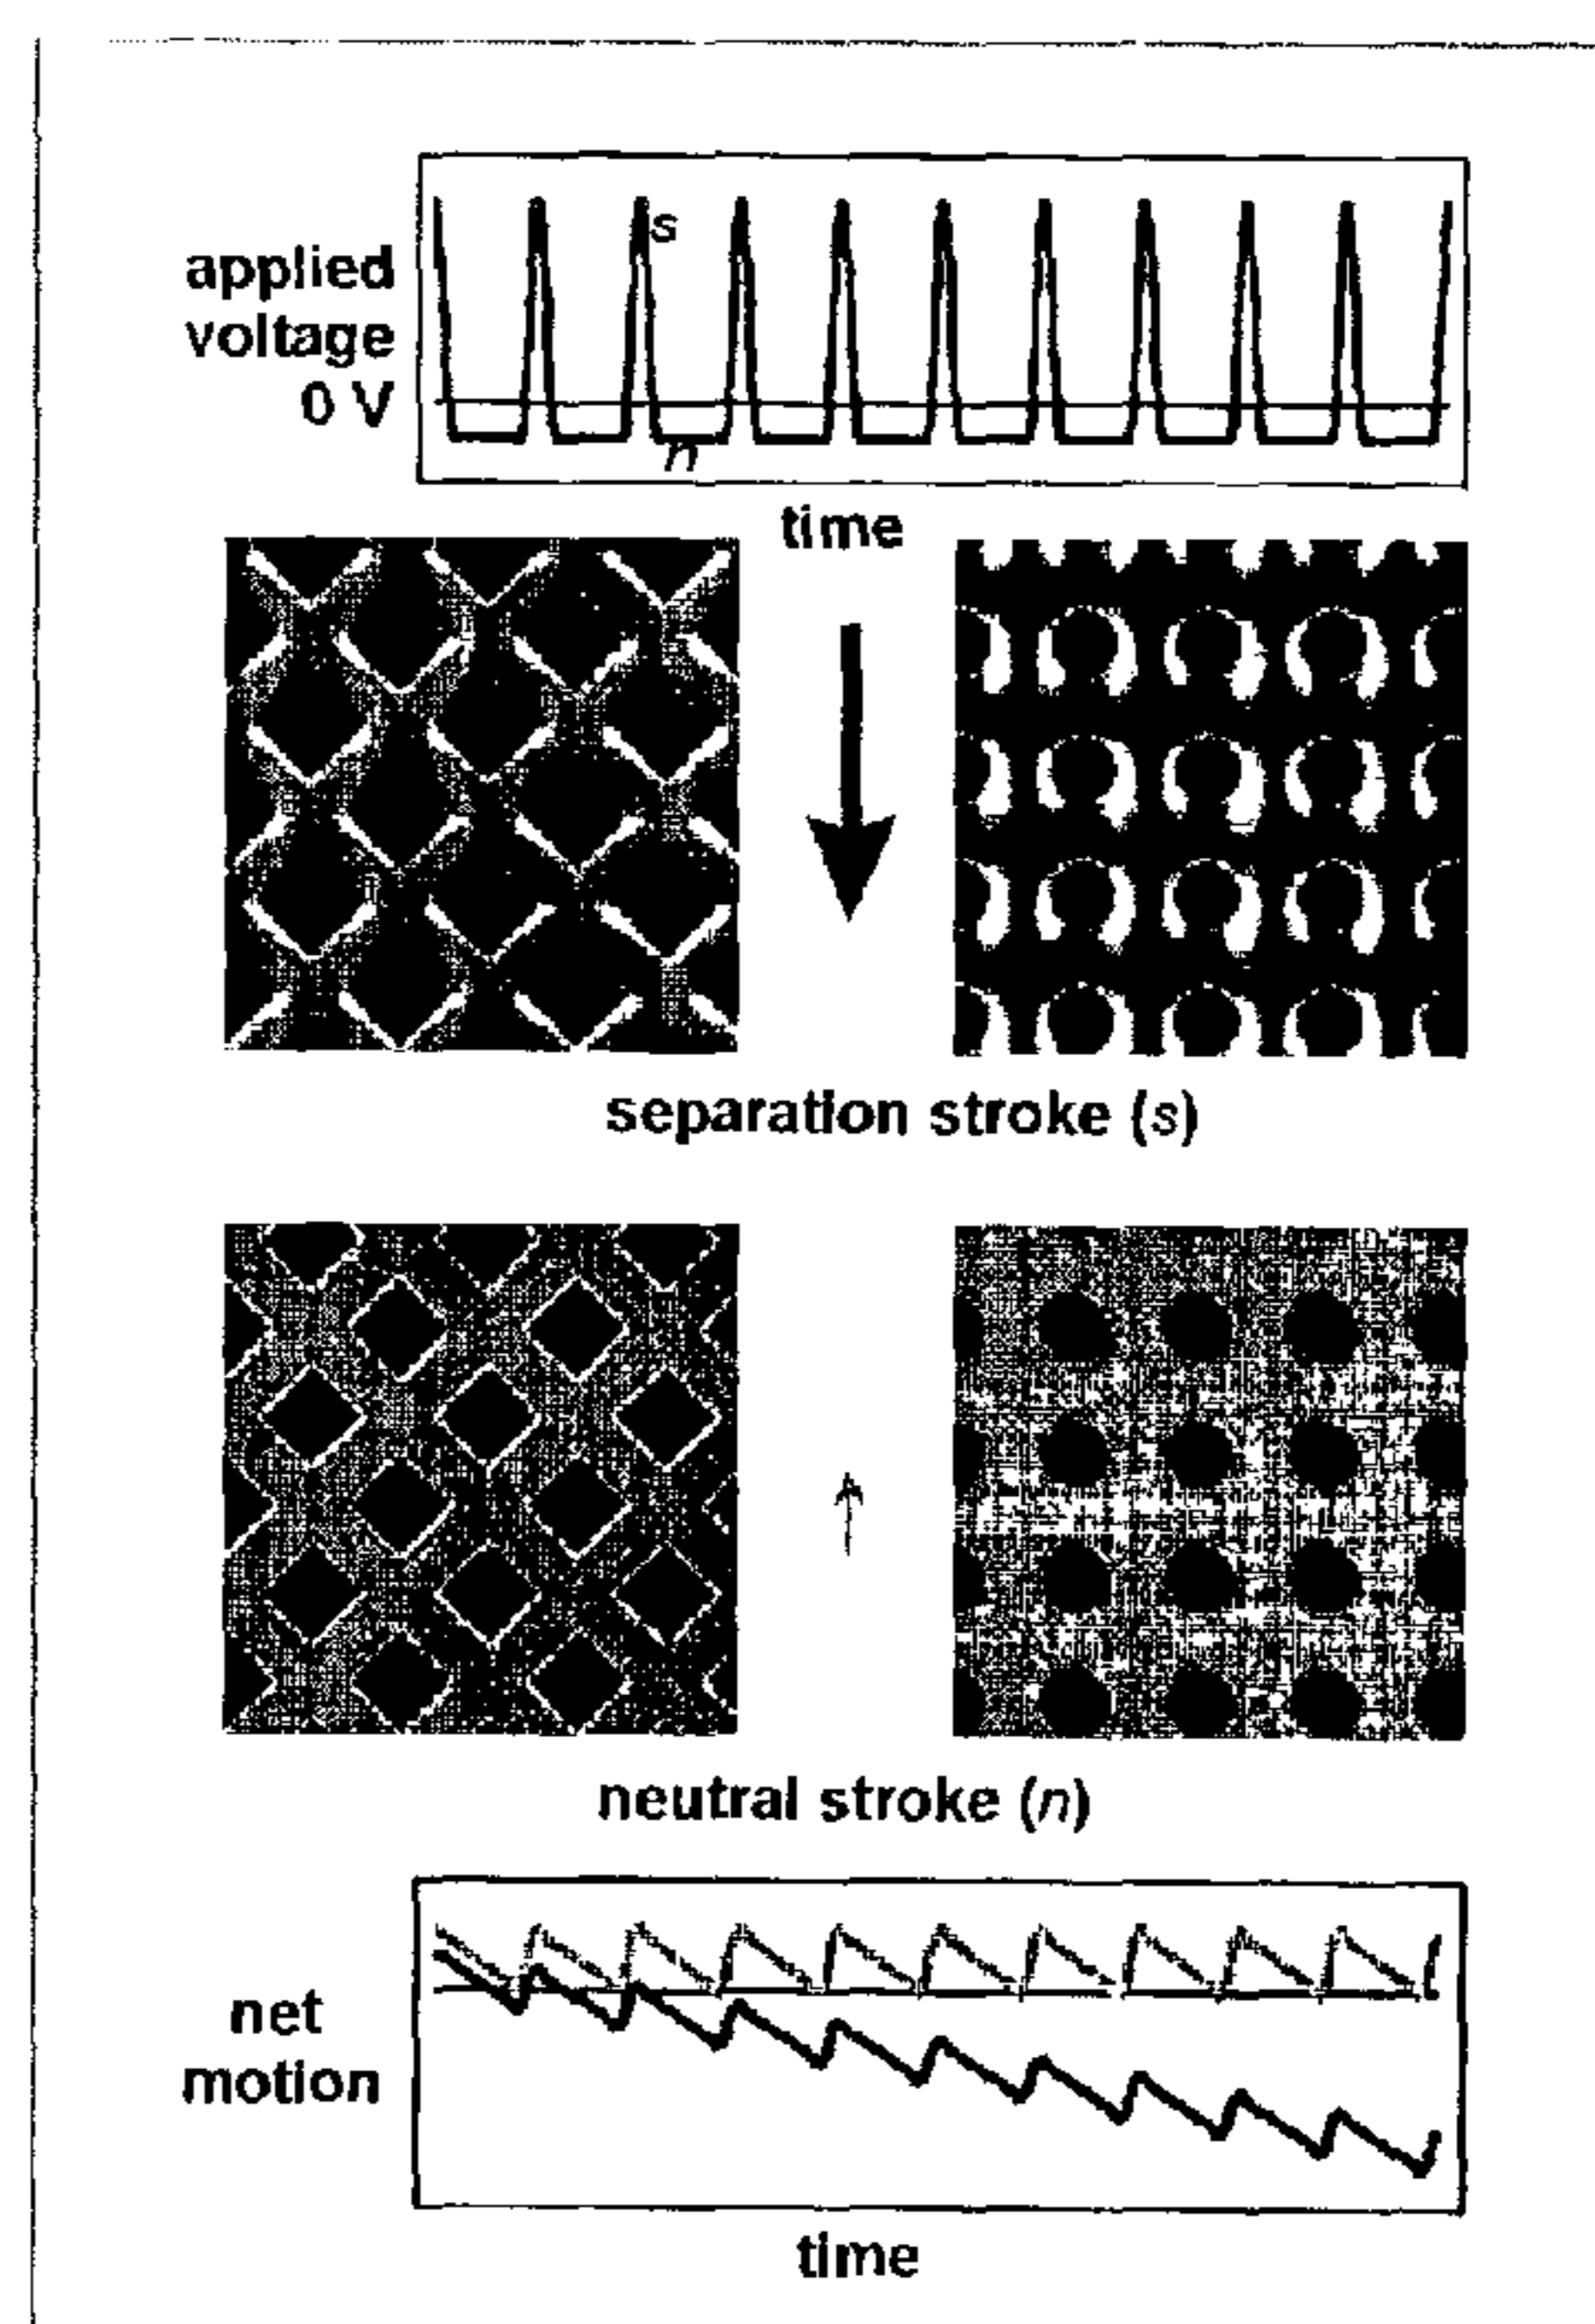 applied
voltage
0 V
s
n
time
separation stroke (s)
neutral stroke (n)
net
motion
time